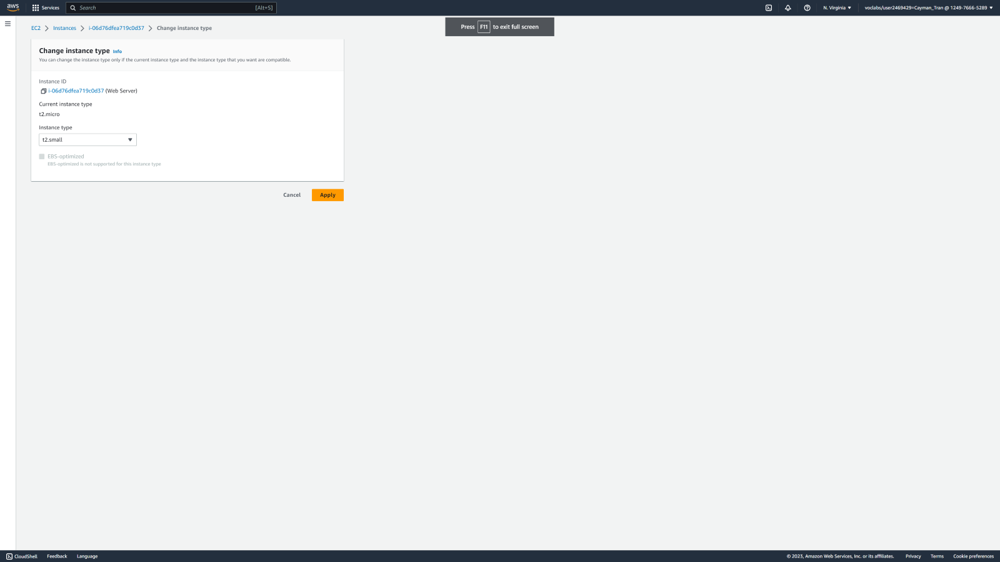 aws
Services
Search
[Alt+S]
N. Virginia
voclabs/user2469429=Cayman_Tran @ 1249-7666-5289
EC2
Instances
i-06d76dfea719c0d37
Change instance type
Press F11 to exit full screen
Change instance type Info
You can change the instance type only if the current instance type and the instance type that you want are compatible.
Instance ID
i-06d76dfea719c0d37 (Web Server)
Current instance type
t2.micro
Instance type
t2.small
EBS-optimized
EBS-optimized is not supported for this instance type
Cancel
Apply
CloudShell
Feedback
Language
© 2023, Amazon Web Services, Inc. or its affiliates.
Privacy
Terms
Cookie preferences